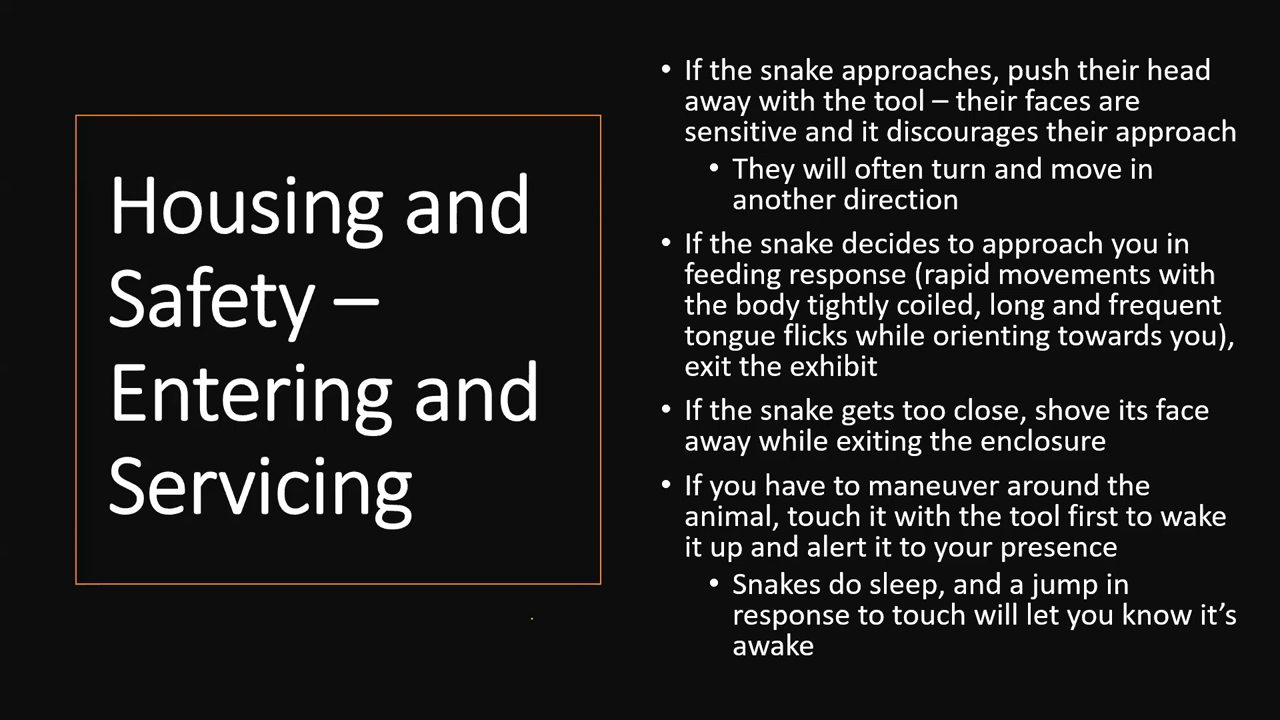 Housing and
Safety –
Entering and
Servicing
• If the snake approaches, push their head
away with the tool – their faces are
sensitive and it discourages their approach
• They will often turn and move in
another direction
• If the snake decides to approach you in
feeding response (rapid movements with
the body tightly coiled, long and frequent
tongue flicks while orienting towards you),
exit the exhibit
• If the snake gets too close, shove its face
away while exiting the enclosure
• If you have to maneuver around the
animal, touch it with the tool first to wake
it up and alert it to your presence
• Snakes do sleep, and a jump in
response to touch will let you know it’s
awake